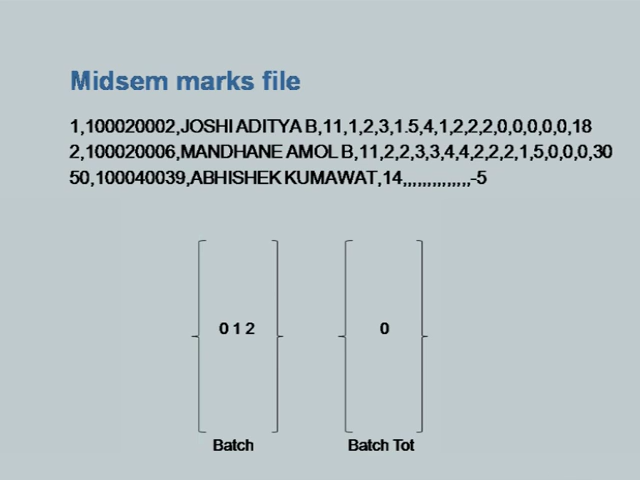 Midsem marks file
1,100020002,JOSHI ADITYA B,11,1,2,3,1.5,4,1,2,2,2,0,0,0,0,0,18
2,100020006,MANDHANE AMOL B,11,2,2,3,3,4,4,2,2,2,1,5,0,0,0,30
50,100040039,ABHISHEK KUMAWAT,14,,,,,,,,,,,,,,,-5
0 1 2
0
Batch
Batch Tot